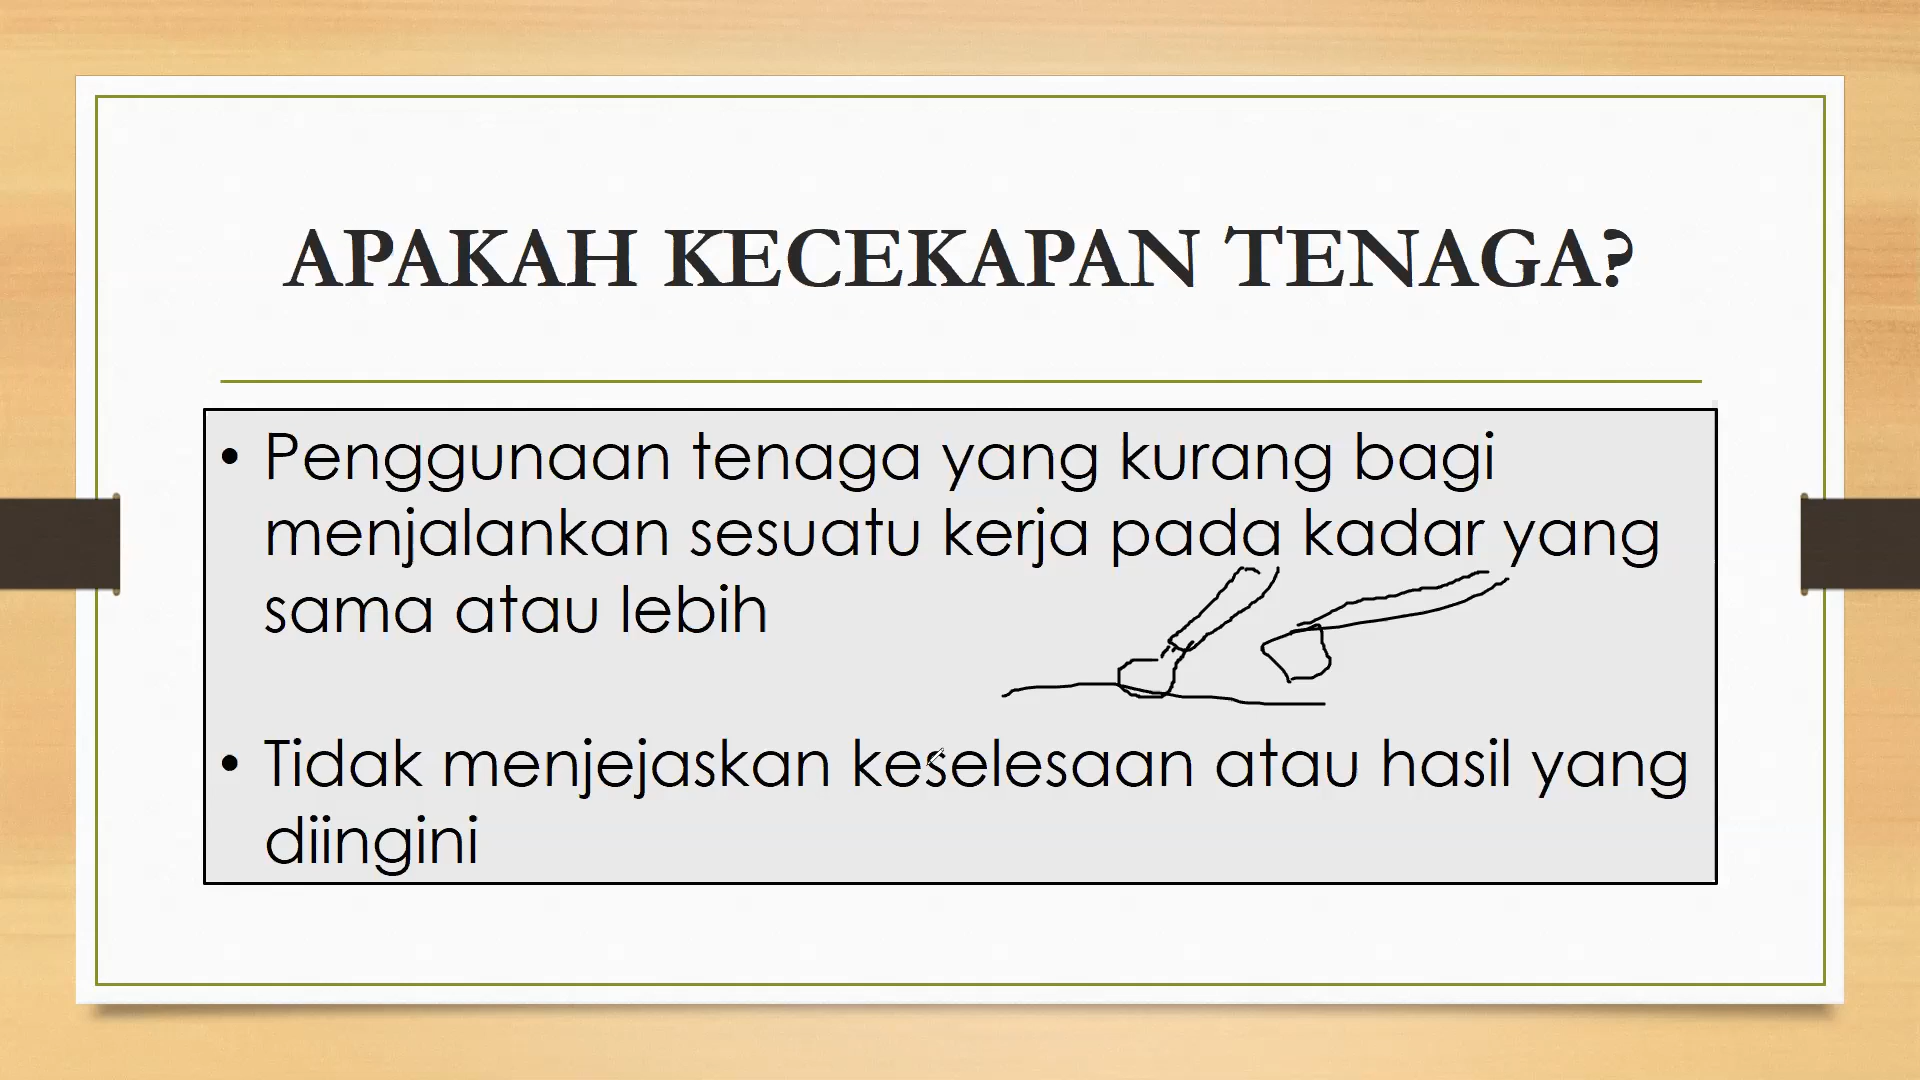 APAKAH KECEKAPAN TENAGA?
• Penggunaan tenaga yang kurang bagi
menjalankan sesuatu kerja pada kadar yang
sama atau lebih
• Tidak menjejaskan keselesaan atau hasil yang
diingini